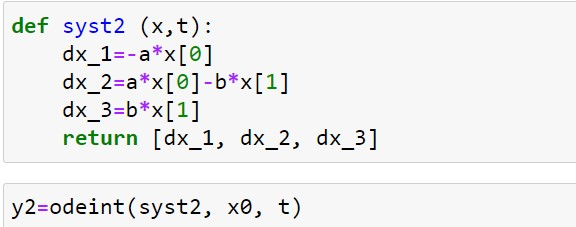 def syst2 (x,t):
    dx_1=-a*x[0]
    dx_2=a*x[0]-b*x[1]
    dx_3=b*x[1]
    return [dx_1, dx_2, dx_3]
y2=odeint(syst2, x0, t)